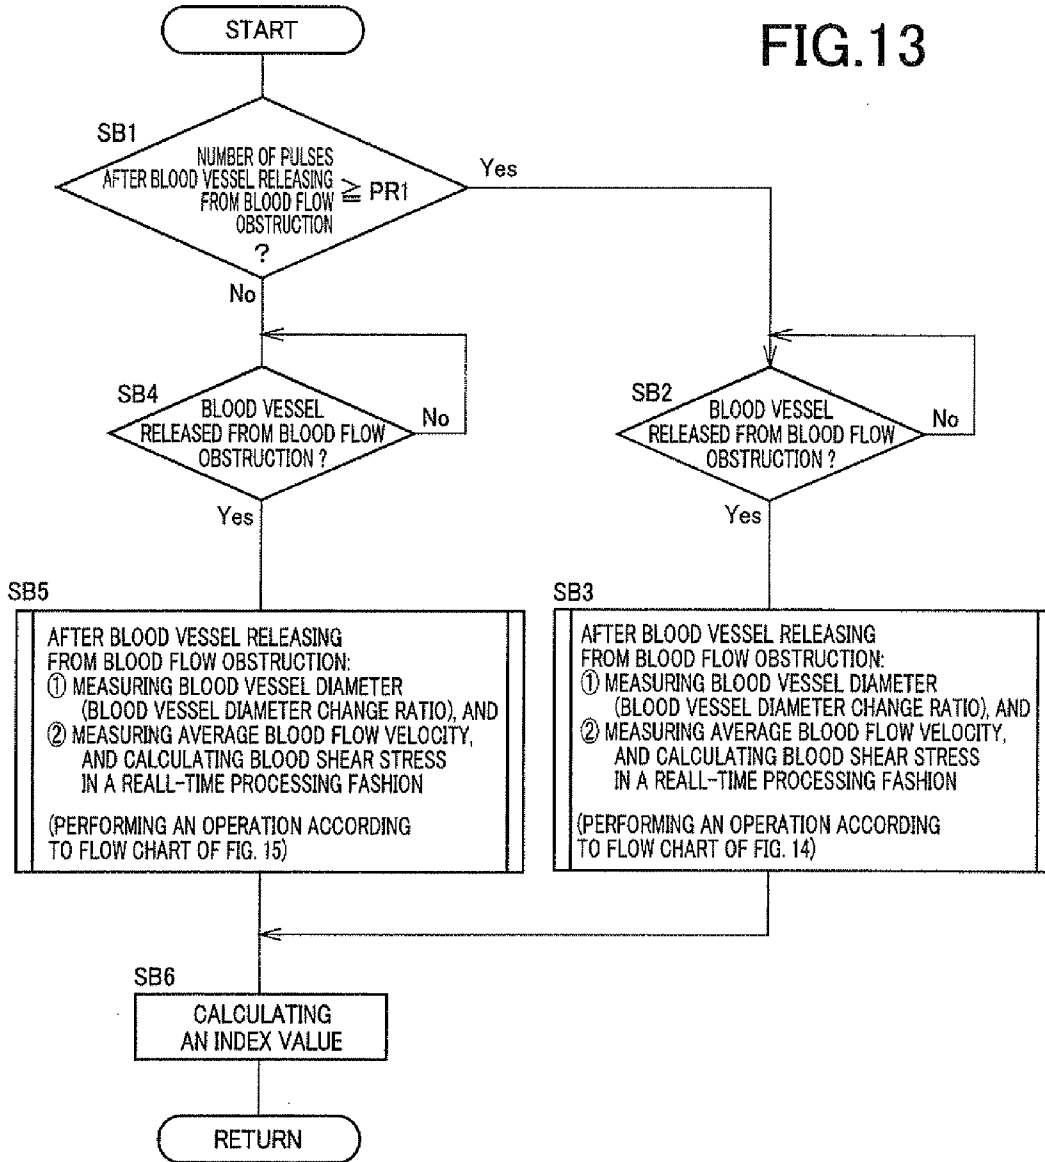 FIG.13
START
SB1
NUMBER OF PULSES
AFTER BLOOD VESSEL RELEASING
FROM BLOOD FLOW
OBSTRUCTION
≧ PR1
?
Yes
No
SB4
BLOOD VESSEL
RELEASED FROM BLOOD FLOW
OBSTRUCTION ?
No
Yes
SB2
BLOOD VESSEL
RELEASED FROM BLOOD FLOW
OBSTRUCTION ?
No
Yes
SB5
AFTER BLOOD VESSEL RELEASING
FROM BLOOD FLOW OBSTRUCTION:
① MEASURING BLOOD VESSEL DIAMETER
(BLOOD VESSEL DIAMETER CHANGE RATIO), AND
② MEASURING AVERAGE BLOOD FLOW VELOCITY,
AND CALCULATING BLOOD SHEAR STRESS
IN A REALL-TIME PROCESSING FASHION
(PERFORMING AN OPERATION ACCORDING
TO FLOW CHART OF FIG. 15)
SB3
AFTER BLOOD VESSEL RELEASING
FROM BLOOD FLOW OBSTRUCTION:
① MEASURING BLOOD VESSEL DIAMETER
(BLOOD VESSEL DIAMETER CHANGE RATIO), AND
② MEASURING AVERAGE BLOOD FLOW VELOCITY,
AND CALCULATING BLOOD SHEAR STRESS
IN A REALL-TIME PROCESSING FASHION
(PERFORMING AN OPERATION ACCORDING
TO FLOW CHART OF FIG. 14)
SB6
CALCULATING
AN INDEX VALUE
RETURN